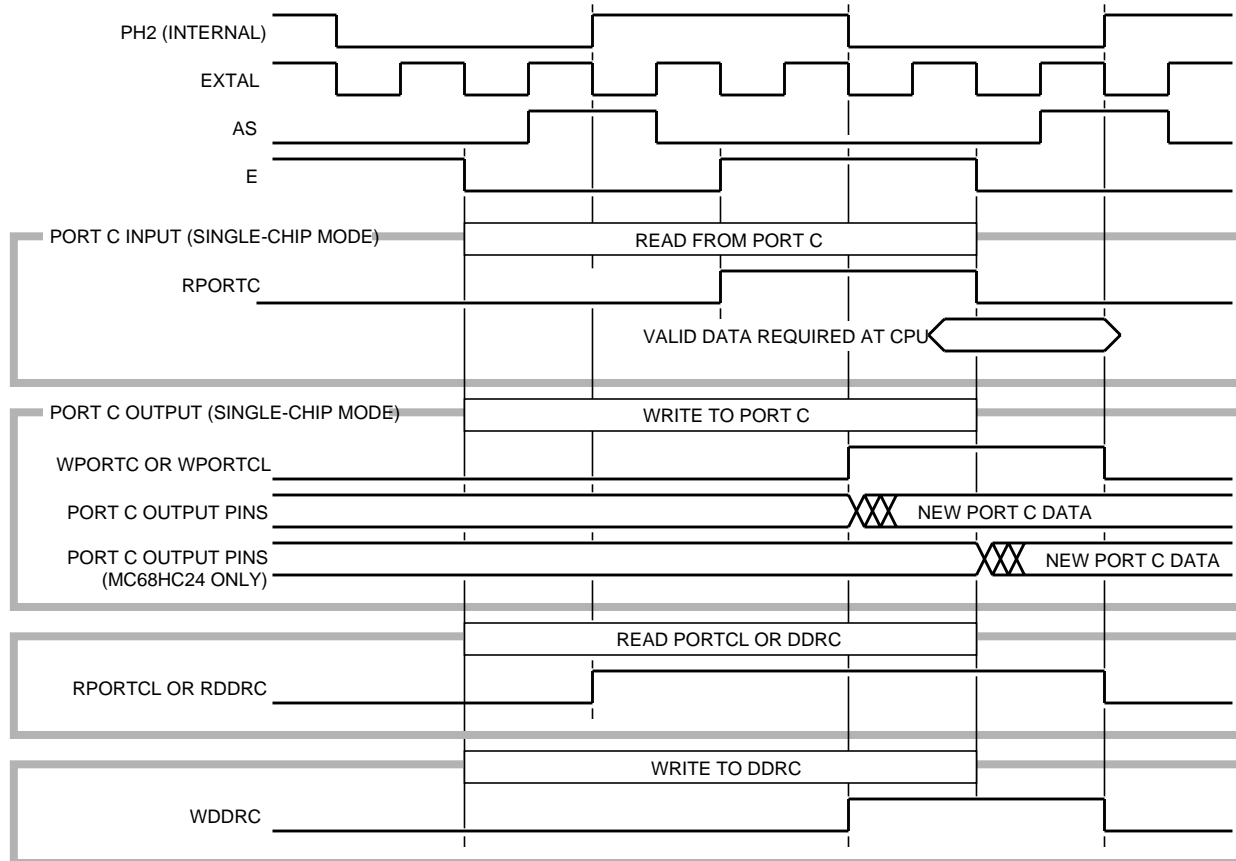 PH2 (INTERNAL)
EXTAL
AS
E
PORT C INPUT (SINGLE-CHIP MODE)
READ FROM PORT C
RPORTC
VALID DATA REQUIRED AT CPU
PORT C OUTPUT (SINGLE-CHIP MODE)
WRITE TO PORT C
WPORTC OR WPORTCL
PORT C OUTPUT PINS
NEW PORT C DATA
PORT C OUTPUT PINS
(MC68HC24 ONLY)
NEW PORT C DATA
READ PORTCL OR DDRC
RPORTCL OR RDDRC
WRITE TO DDRC
WDDRC